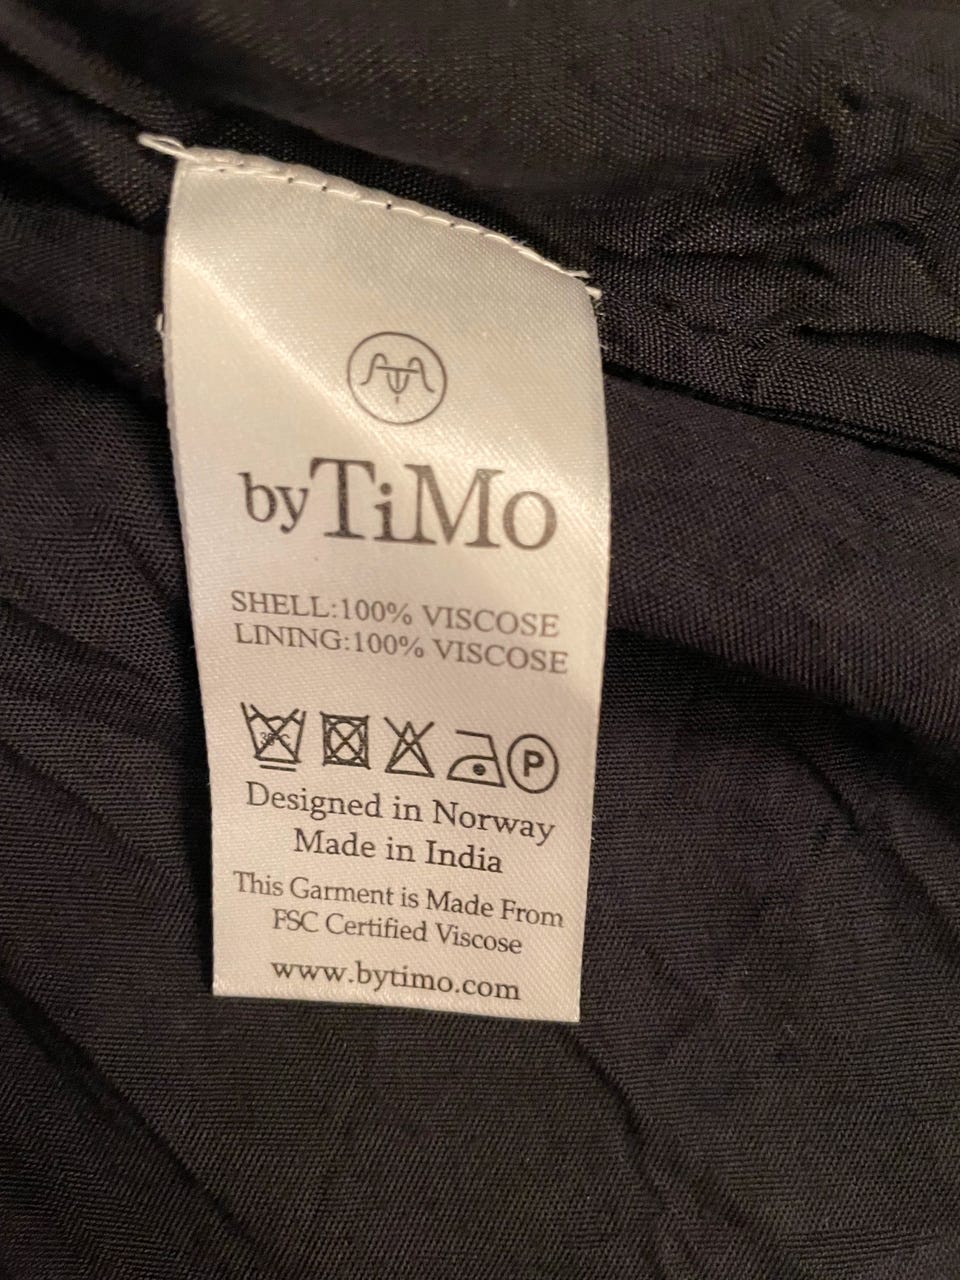 byTiMo
SHELL:100% VISCOSE
LINING:100% VISCOSE
P
Designed in Norway
Made in India
This Garment is Made From
FSC Certified Viscose
www.bytimo.com